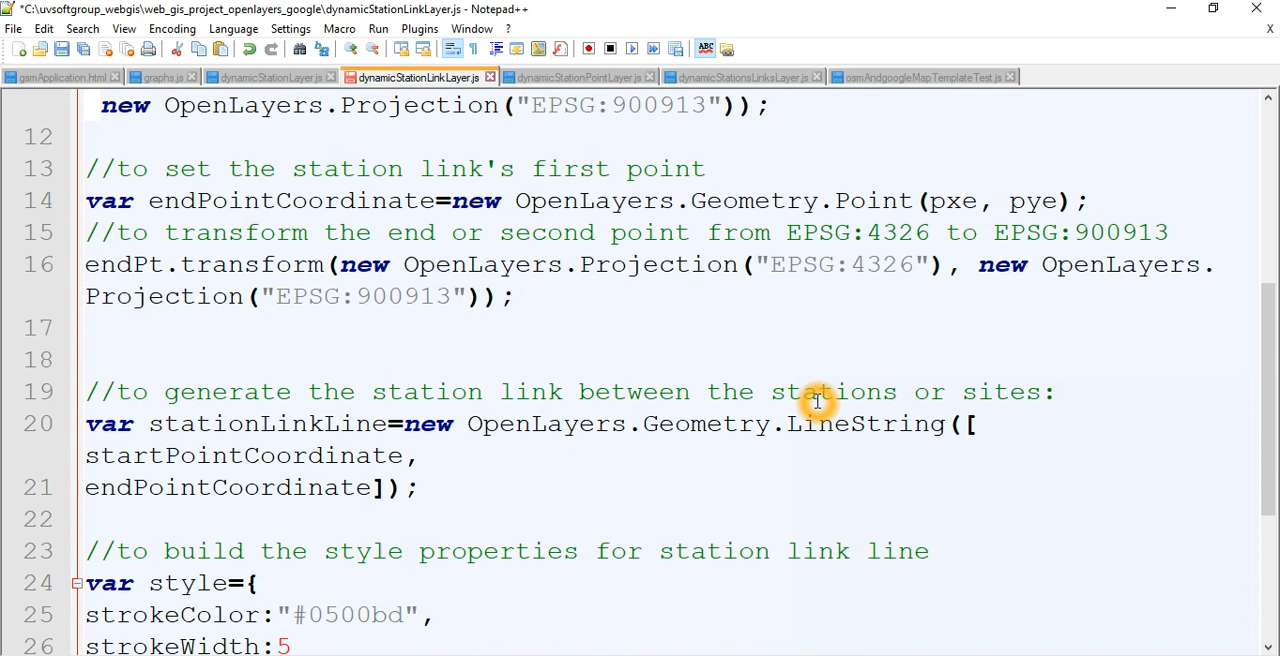 *C:\uvsoftgroup_webgis\web_gis_project_openlayers_google\dynamicStationLinkLayer.js - Notepad++
File Edit Search View Encoding Language Settings Macro Run Plugins Window ? X
gsmApplication.html graphs.js dynamicStationLayer.js dynamicStationLinkLayer.js dynamicStationPointLayer.js dynamicStationsLinksLayer.js osmAndgoogleMapTemplateTest.js
new OpenLayers.Projection("EPSG:900913"));
12
13 //to set the station link's first point
14 var endPointCoordinate=new OpenLayers.Geometry.Point(pxe, pye);
15 //to transform the end or second point from EPSG:4326 to EPSG:900913
16 endPt.transform(new OpenLayers.Projection("EPSG:4326"), new OpenLayers.
Projection("EPSG:900913"));
17
18
19 //to generate the station link between the stations or sites:
20 var stationLinkLine=new OpenLayers.Geometry.LineString([
startPointCoordinate,
21 endPointCoordinate]);
22
23 //to build the style properties for station link line
24 var style={
25 strokeColor:"#0500bd",
26 strokeWidth:5